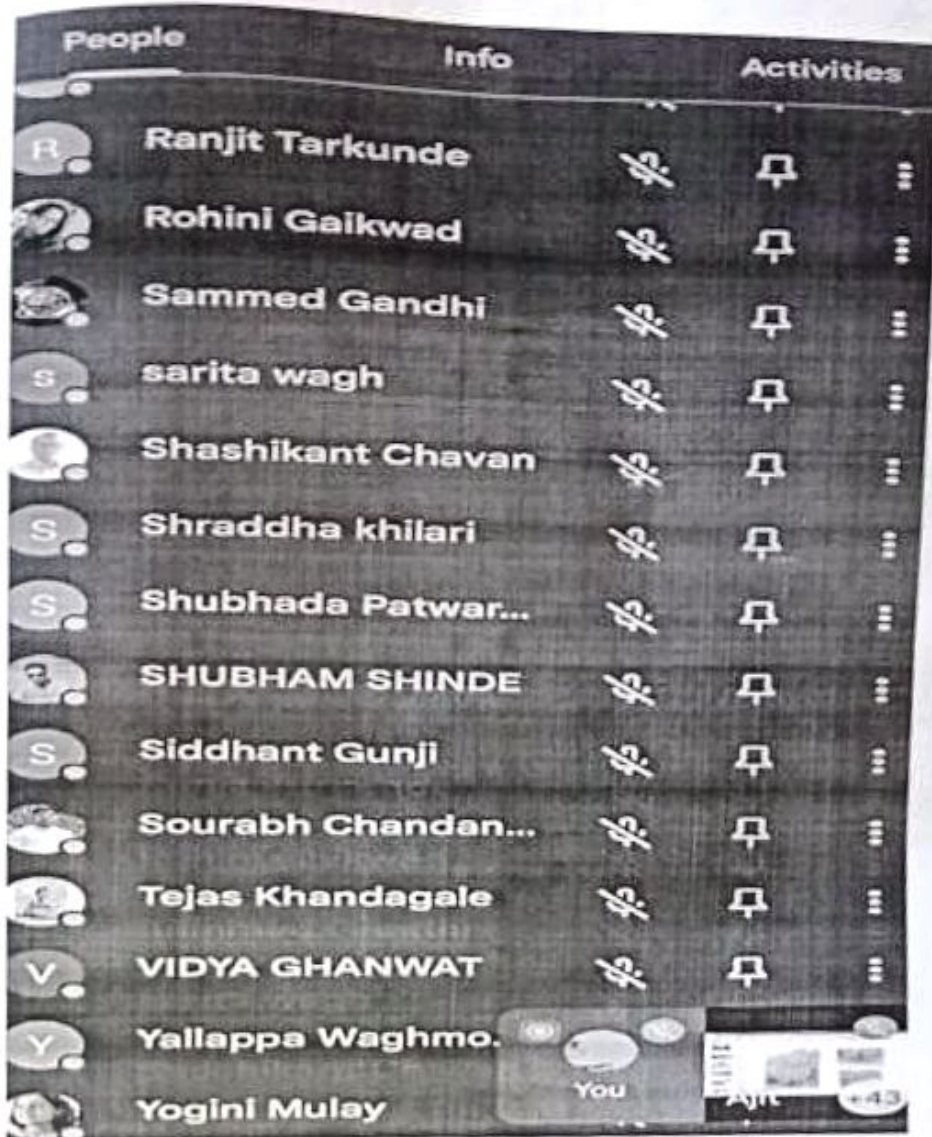 People Info Activities
R Ranjit Tarkunde
Rohini Gaikwad
Sammed Gandhi
S sarita wagh
Shashikant Chavan
S Shraddha khilari
S Shubhada Patwar...
SHUBHAM SHINDE
S Siddhant Gunji
Sourabh Chandan...
Tejas Khandagale
V VIDYA GHANWAT
Y Yallappa Waghmo.
You Ajit +43
Yogini Mulay